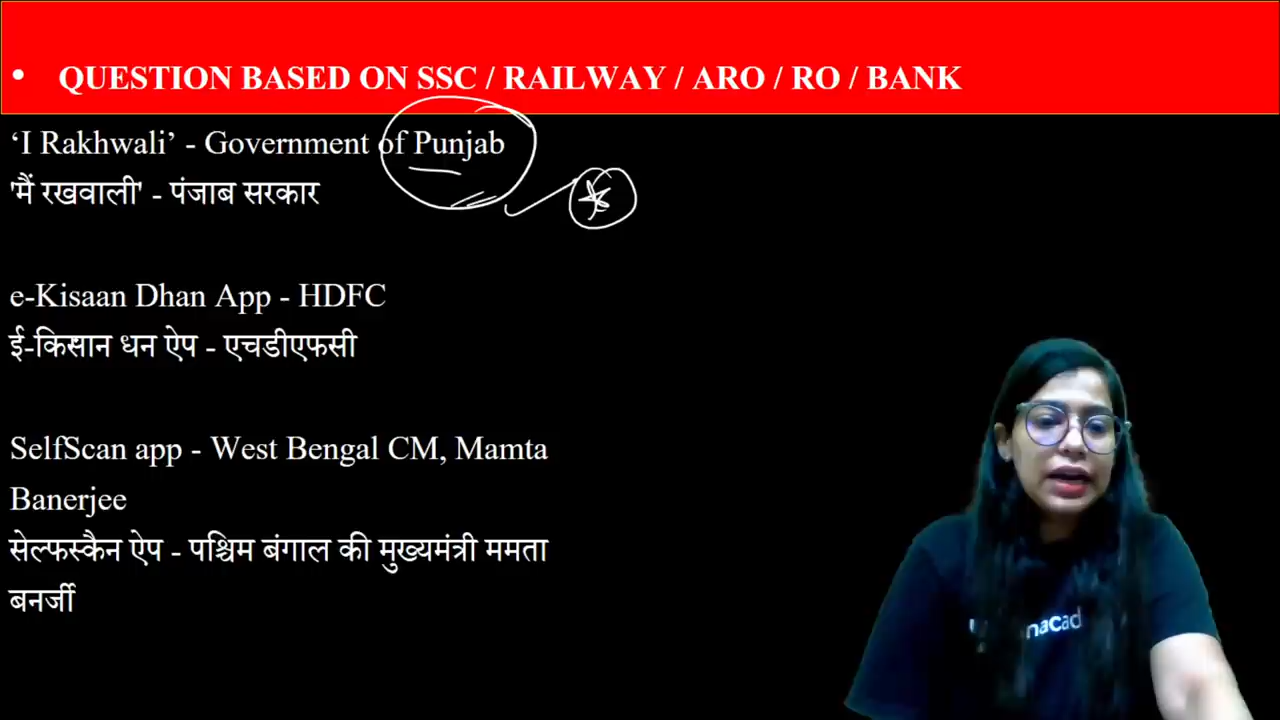 • QUESTION BASED ON SSC / RAILWAY / ARO / RO / BANK
‘I Rakhwali’ - Government of Punjab
'मैं रखवाली' - पंजाब सरकार
e-Kisaan Dhan App - HDFC
ई-किसान धन ऐप - एचडीएफसी
SelfScan app - West Bengal CM, Mamta
Banerjee
सेल्फस्कैन ऐप - पश्चिम बंगाल की मुख्यमंत्री ममता
बनर्जी